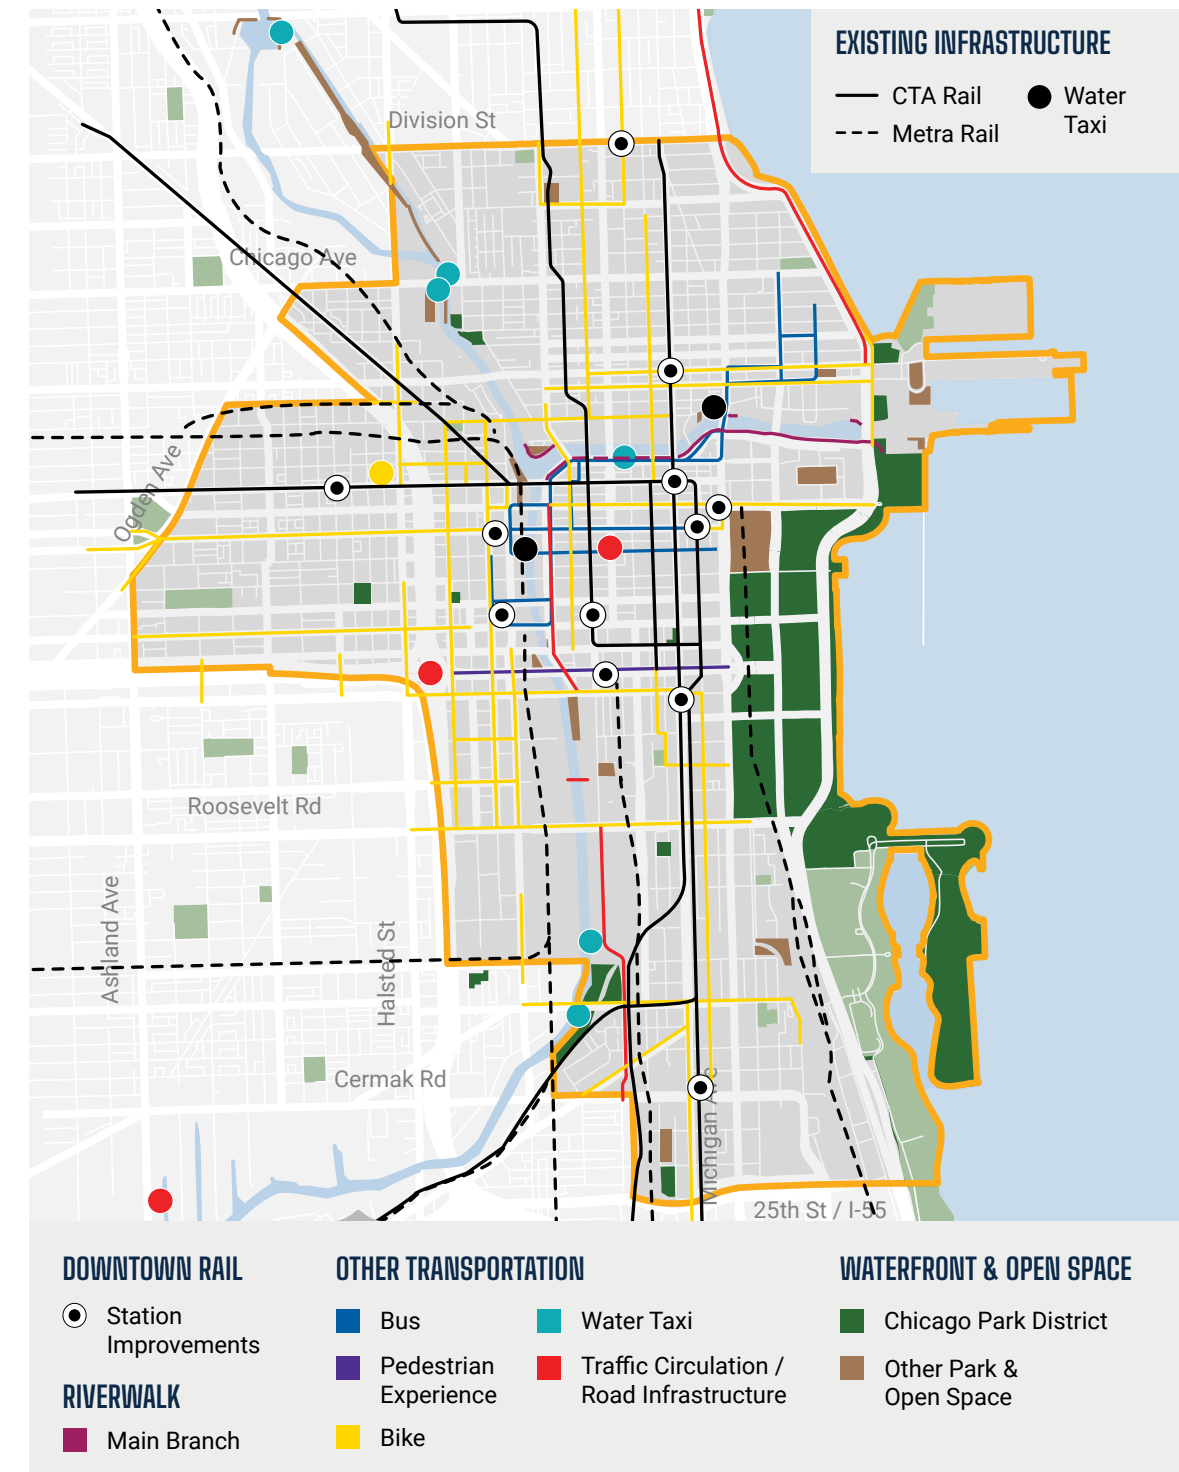 EXISTING INFRASTRUCTURE
CTA Rail
Metra Rail
Water
Taxi
Division St
Chicago Ave
Ogden Ave
Roosevelt Rd
Ashland Ave
Halsted St
Cermak Rd
Michigan Ave
25th St / I-55
DOWNTOWN RAIL
Station
Improvements
RIVERWALK
Main Branch
OTHER TRANSPORTATION
Bus
Pedestrian
Experience
Bike
Water Taxi
Traffic Circulation /
Road Infrastructure
WATERFRONT & OPEN SPACE
Chicago Park District
Other Park &
Open Space